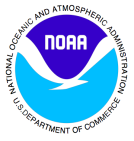 NATIONAL OCEANIC AND ATMOSPHERIC ADMINISTRATION
NOAA
U.S DEPARTMENT OF COMMERCE